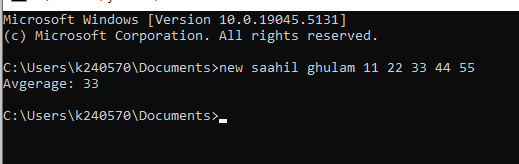 Microsoft Windows [Version 10.0.19045.5131]
(c) Microsoft Corporation. All rights reserved.
C:\Users\k240570\Documents>new saahil ghulam 11 22 33 44 55
Avgerage: 33
C:\Users\k240570\Documents>